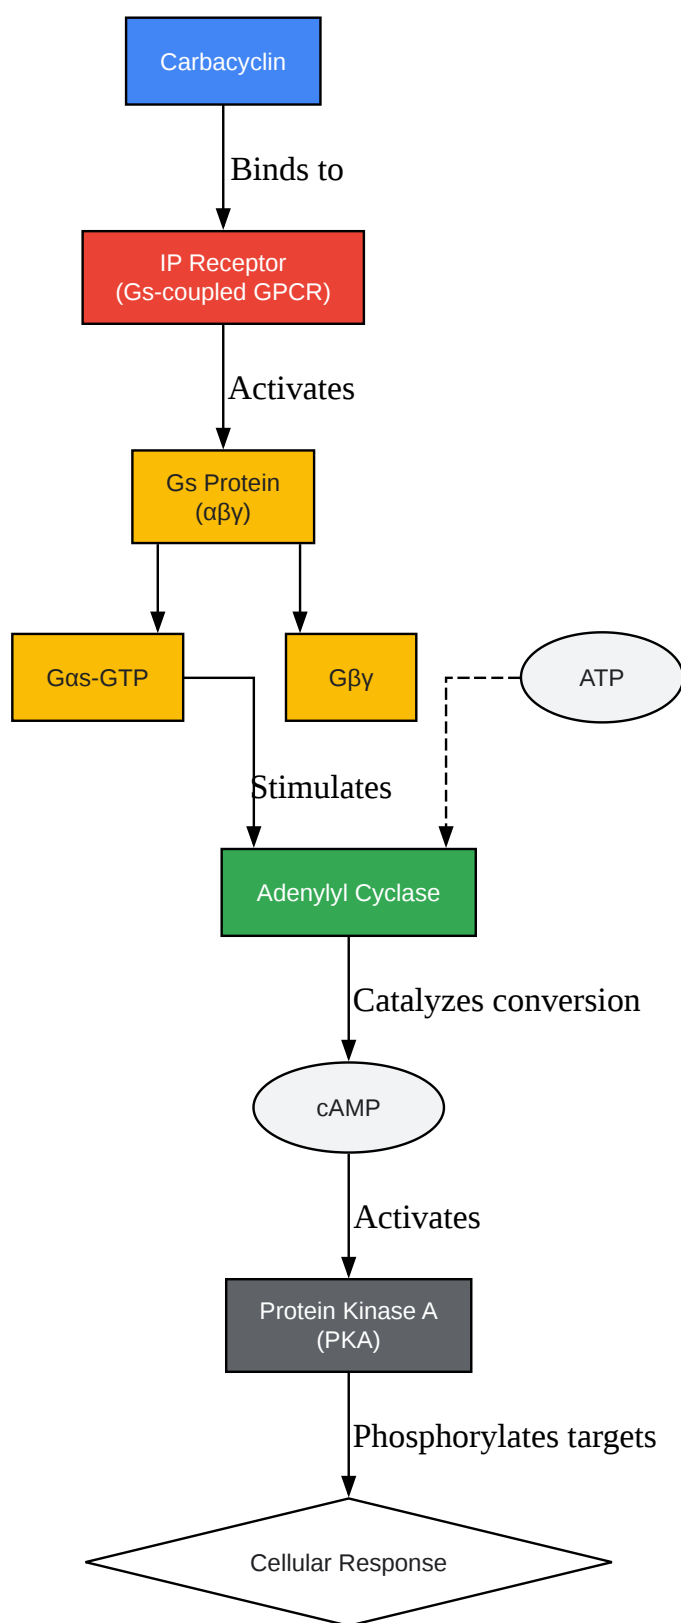 Carbacyclin
Binds to
IP Receptor
(Gs-coupled GPCR)
Activates
Gs Protein
(αβγ)
Gαs-GTP
Gβγ
ATP
Stimulates
Adenylyl Cyclase
Catalyzes conversion
cAMP
Activates
Protein Kinase A
(PKA)
Phosphorylates targets
Cellular Response